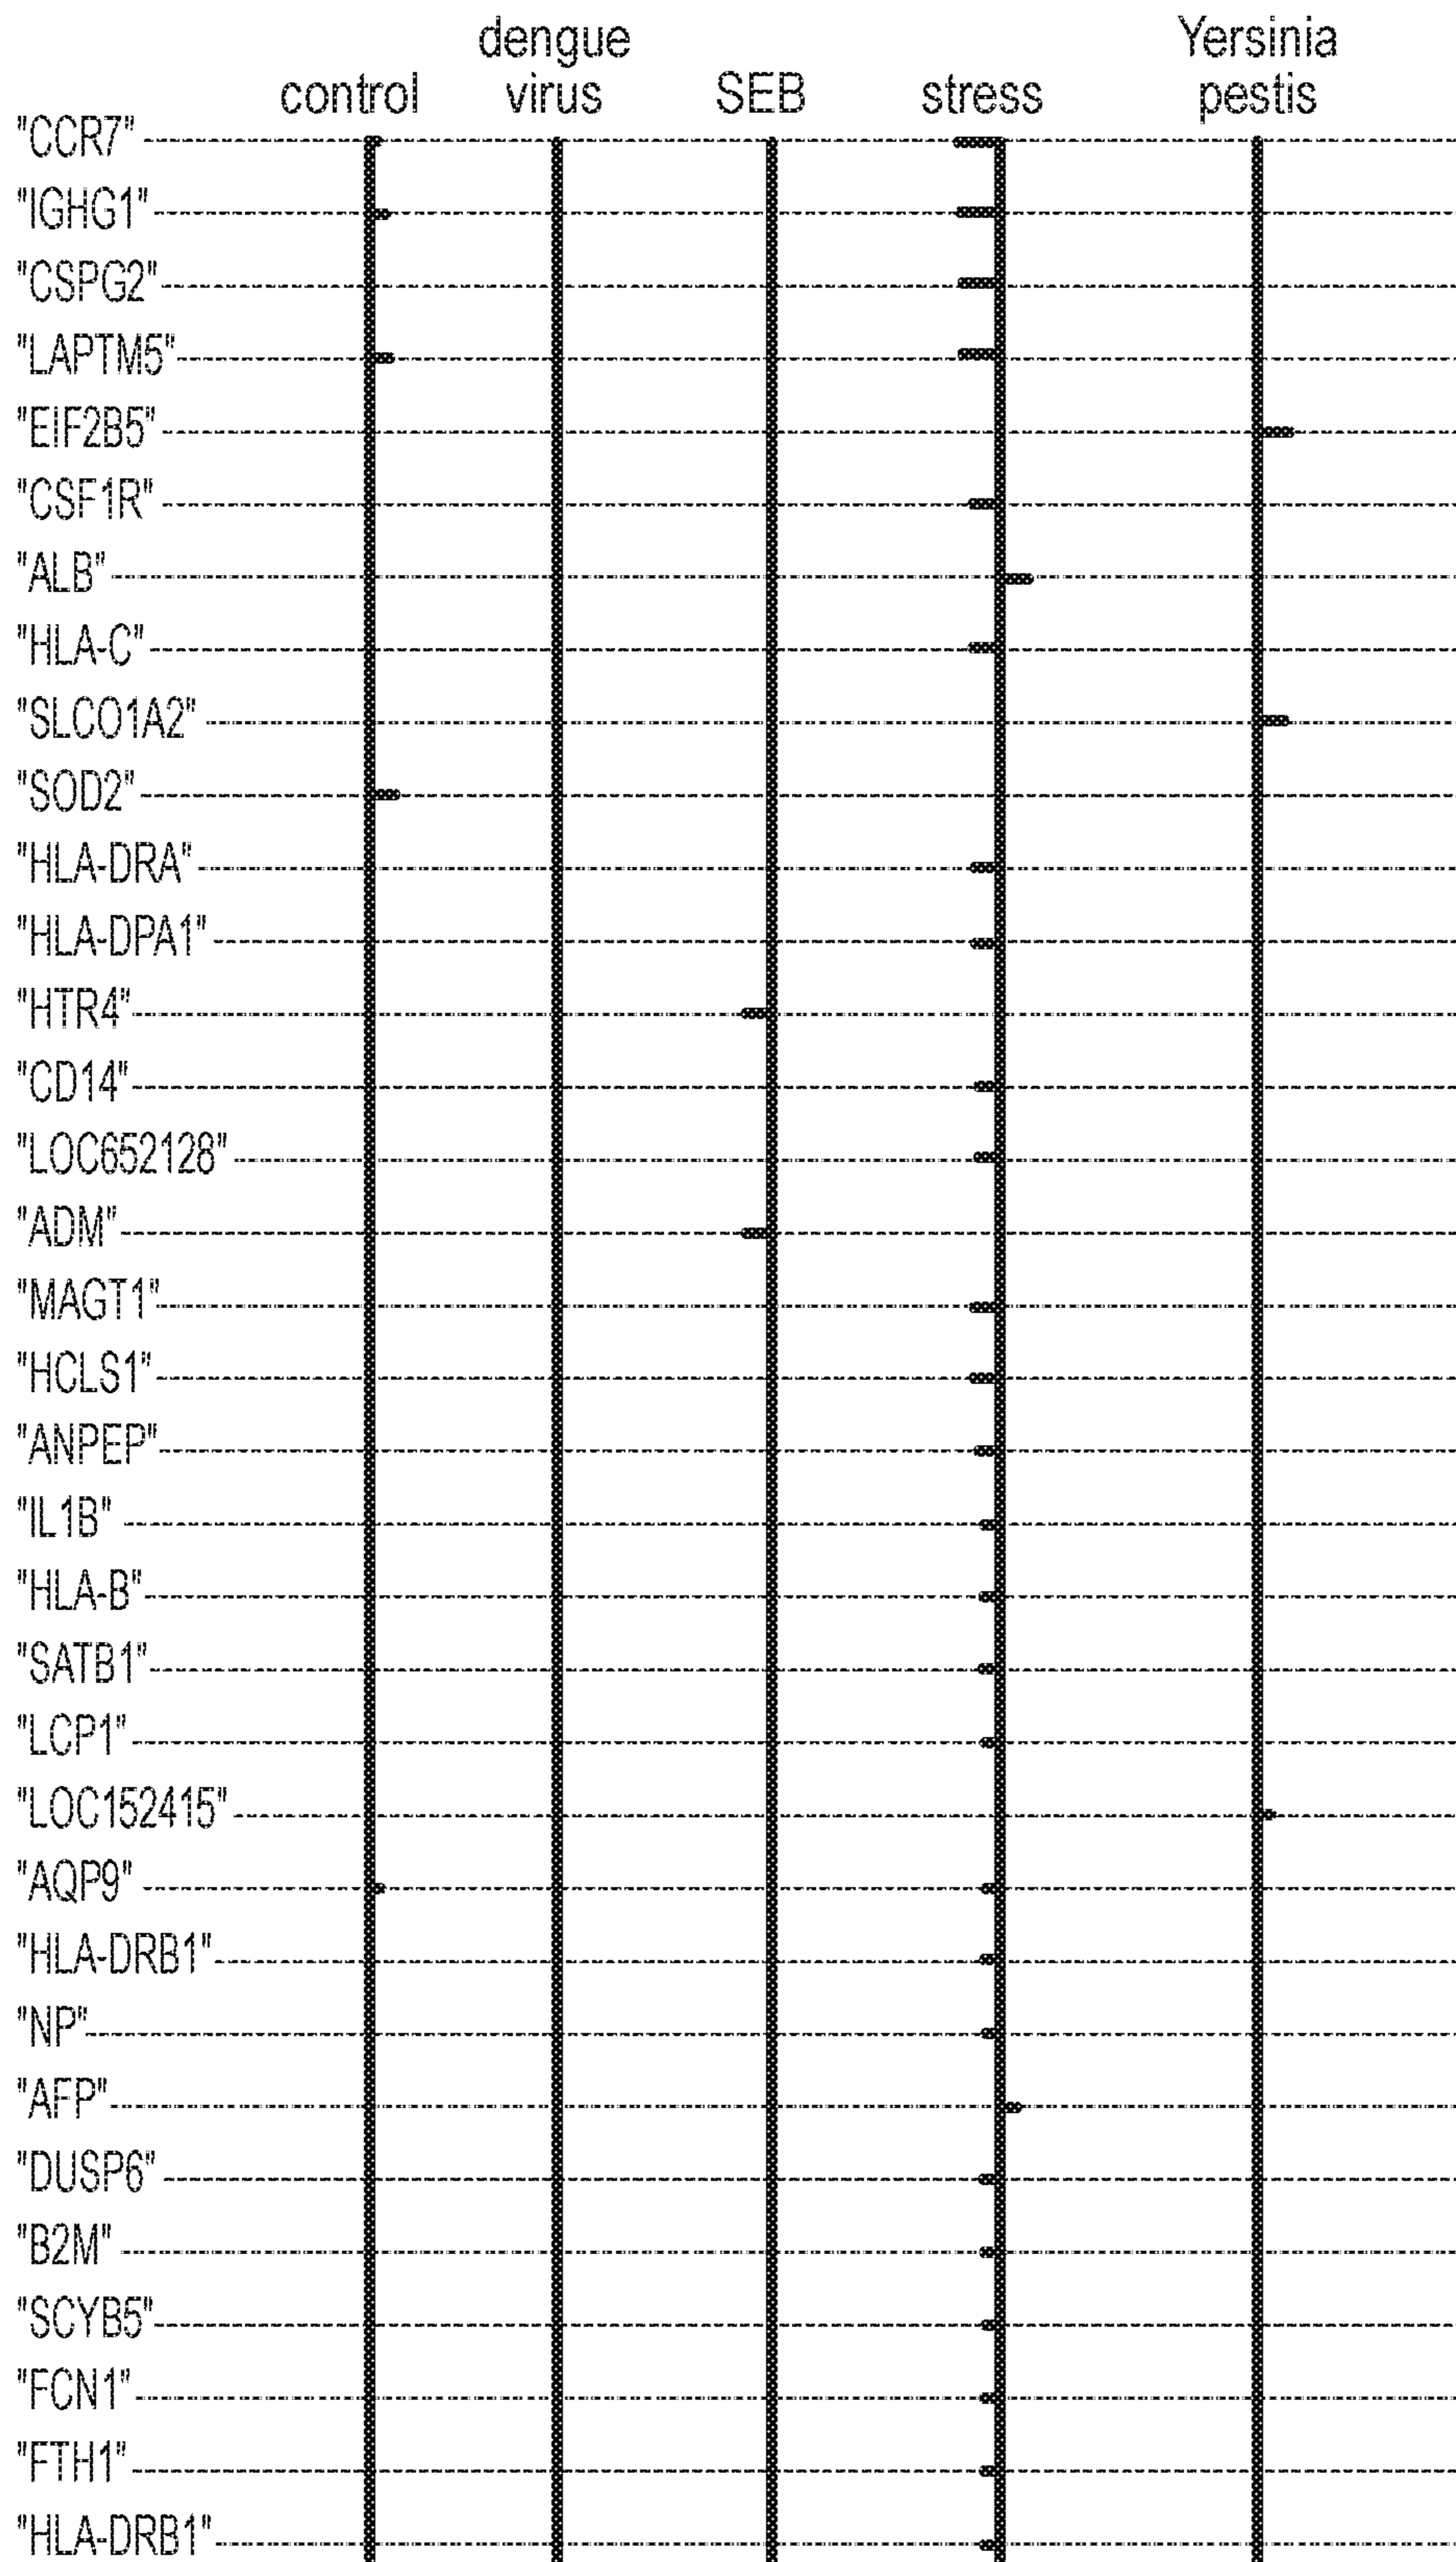 dengue
Yersinia
control virus SEB stress pestis
"CCR7"
"IGHG1"
"CSPG2"
"LAPTM5"
"EIF2B5"
"CSF1R"
"ALB"
"HLA-C"
"SLCO1A2"
"SOD2"
"HLA-DRA"
"HLA-DPA1"
"HTR4"
"CD14"
"LOC652128"
"ADM"
"MAGT1"
"HCLS1"
"ANPEP"
"IL1B"
"HLA-B"
"SATB1"
"LCP1"
"LOC152415"
"AQP9"
"HLA-DRB1"
"NP"
"AFP"
"DUSP6"
"B2M"
"SCYB5"
"FCN1"
"FTH1"
"HLA-DRB1"